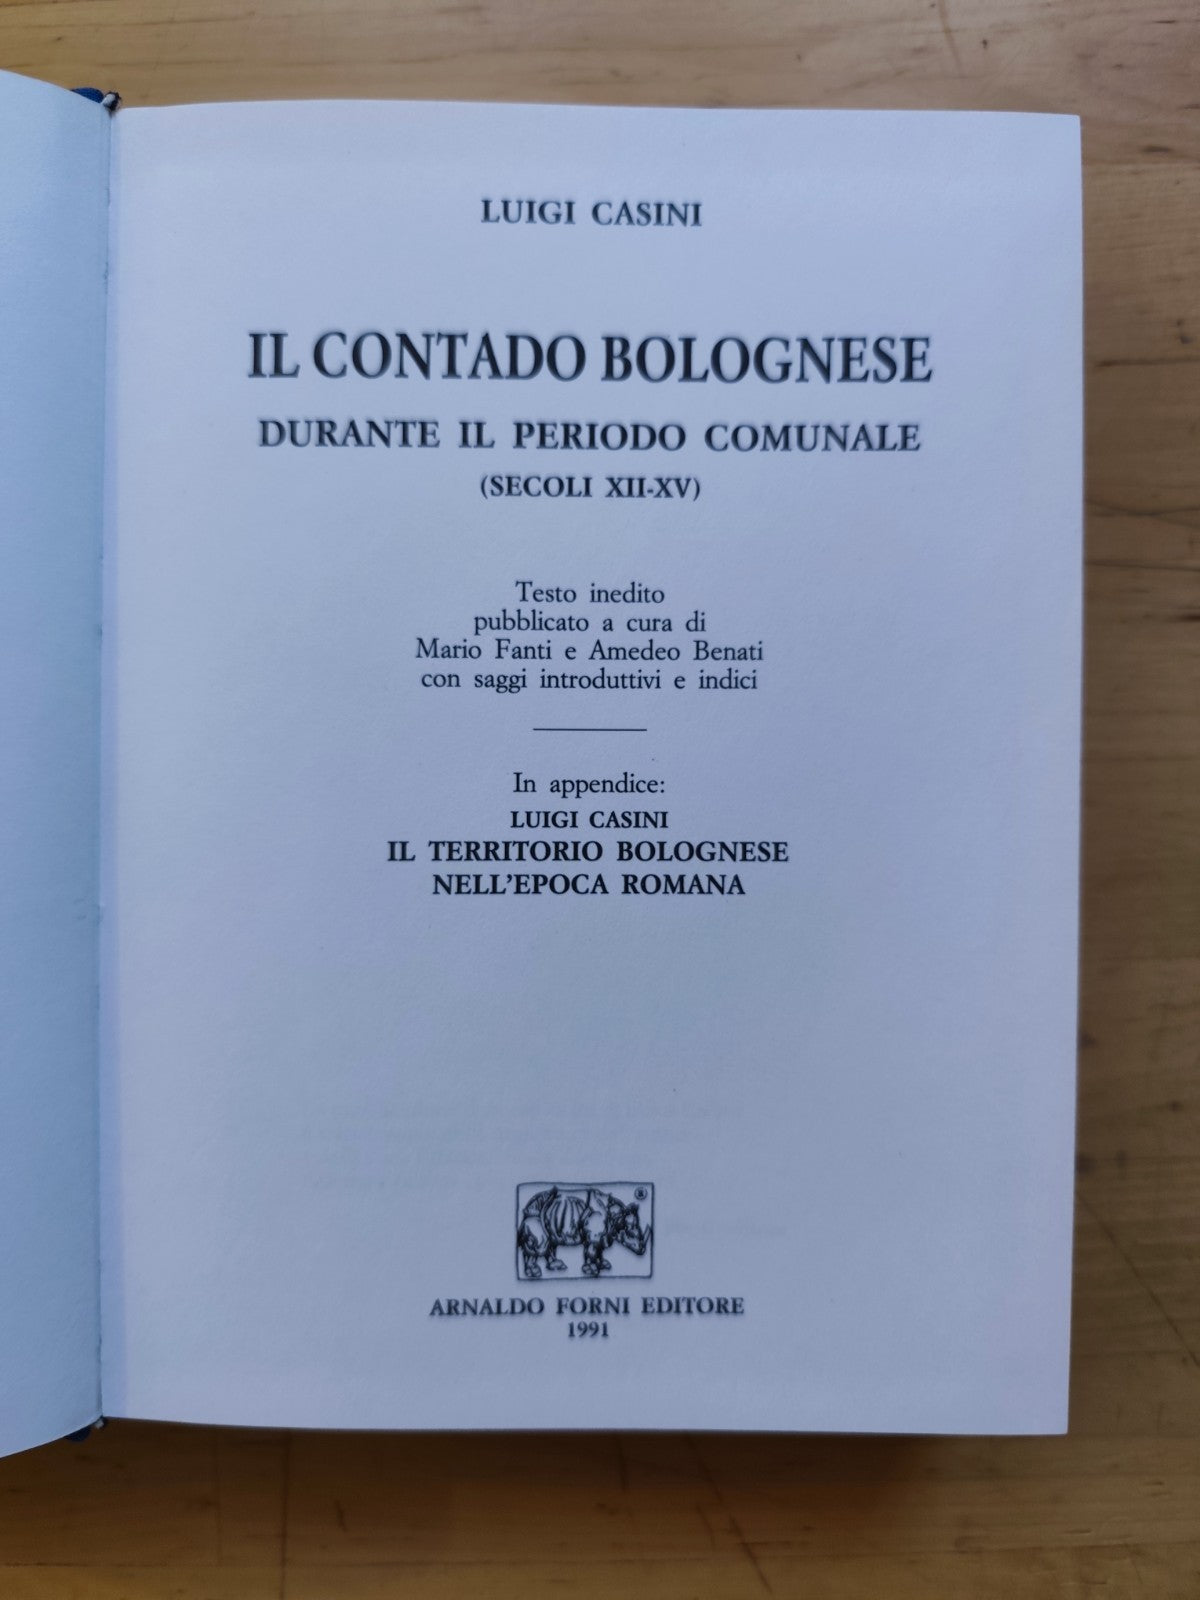 LUIGI CASINI
IL CONTADO BOLOGNESE
DURANTE IL PERIODO COMUNALE
(SECOLI XII-XV)
Testo inedito
pubblicato a cura di
Mario Fanti e Amedeo Benati
con saggi introduttivi e indici
In appendice:
LUIGI CASINI
IL TERRITORIO BOLOGNESE
NELL'EPOCA ROMANA
ARNALDO FORNI EDITORE
1991